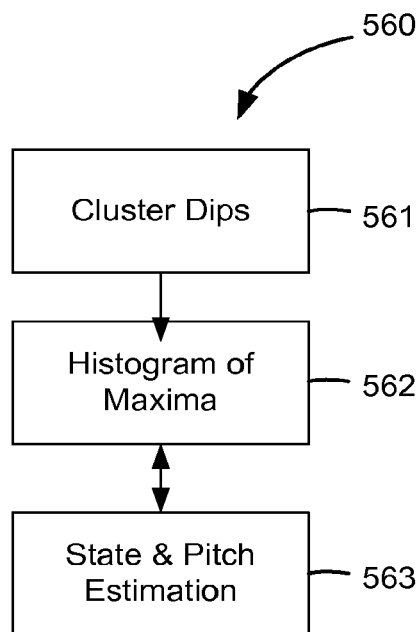 560
Cluster Dips
561
Histogram of
Maxima
562
State & Pitch
Estimation
563